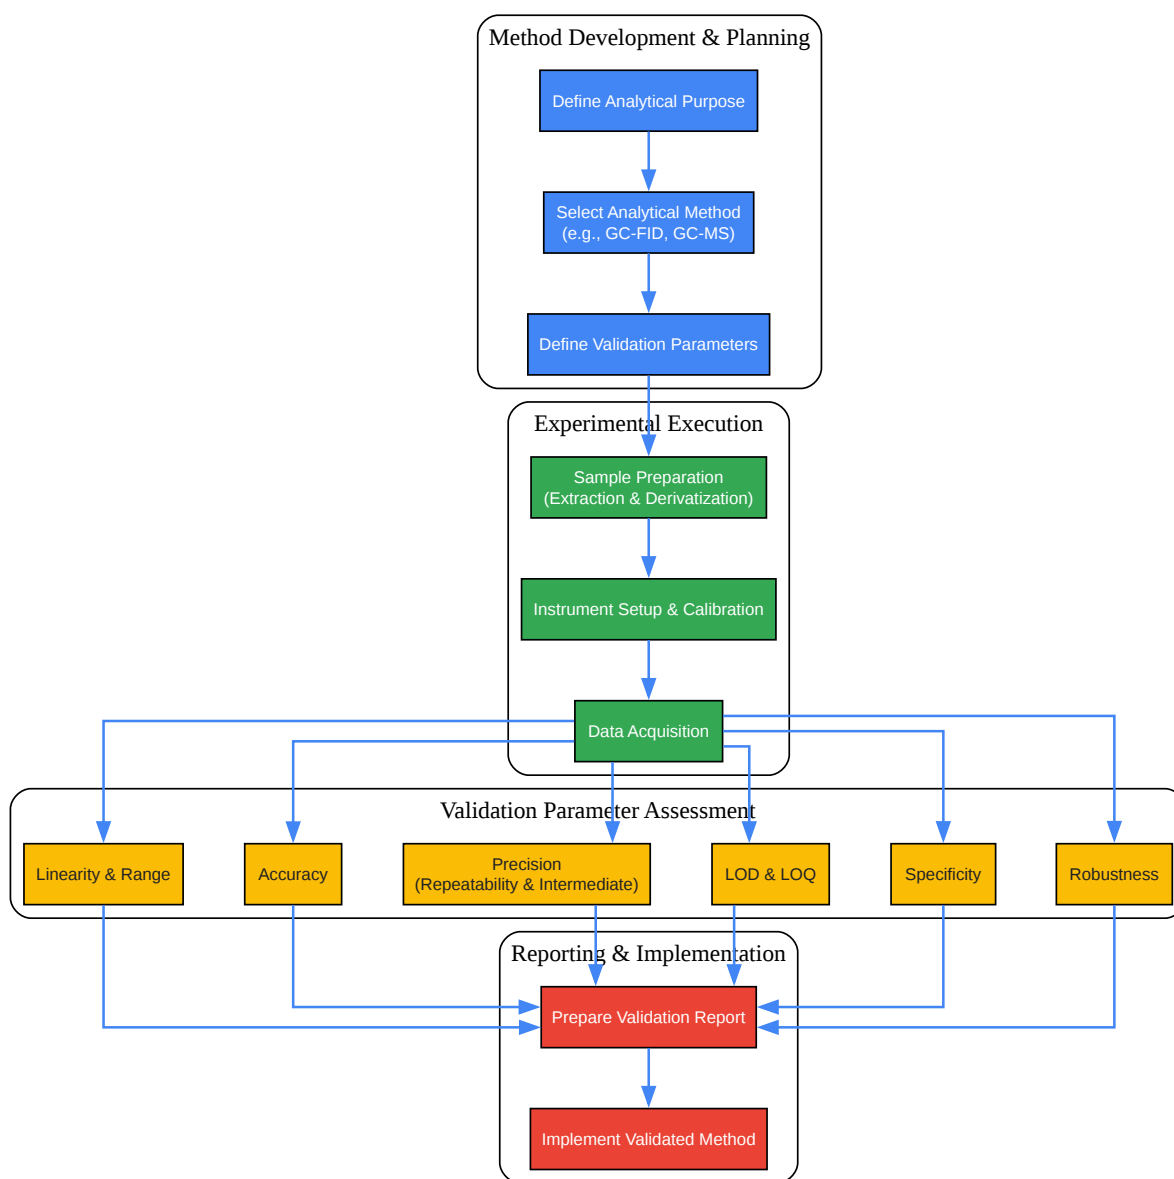 Method Development & Planning
Define Analytical Purpose
Select Analytical Method
(e.g., GC-FID, GC-MS)
Define Validation Parameters
Experimental Execution
Sample Preparation
(Extraction & Derivatization)
Instrument Setup & Calibration
Data Acquisition
Validation Parameter Assessment
Linearity & Range
Accuracy
Precision
(Repeatability & Intermediate)
LOD & LOQ
Specificity
Robustness
Reporting & Implementation
Prepare Validation Report
Implement Validated Method